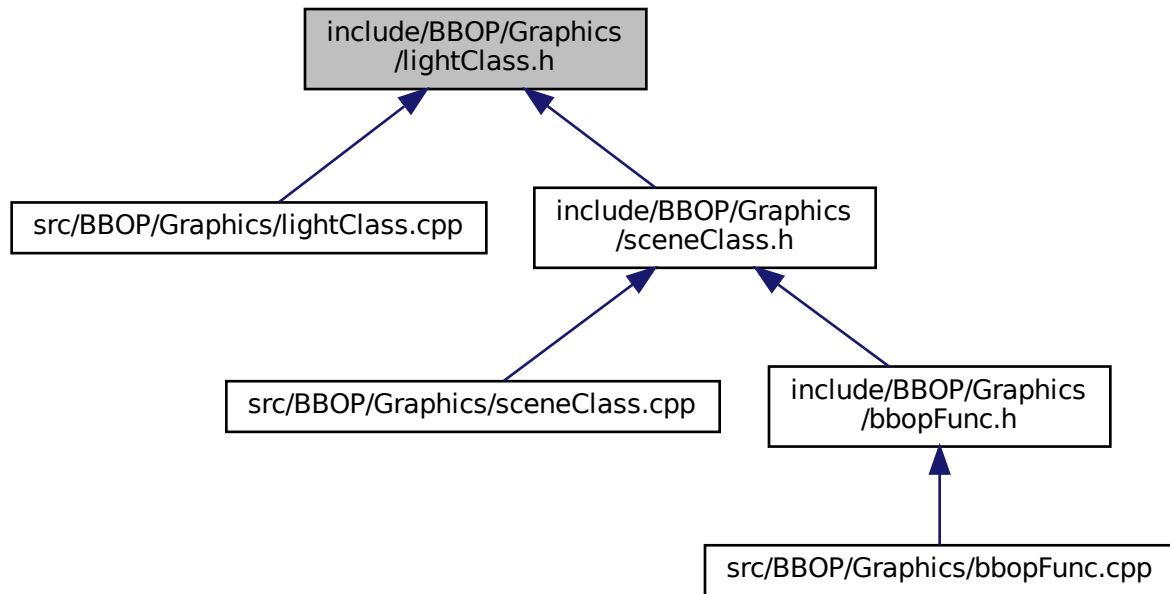 include/BBOP/Graphics
/lightClass.h
src/BBOP/Graphics/lightClass.cpp
include/BBOP/Graphics
/sceneClass.h
src/BBOP/Graphics/sceneClass.cpp
include/BBOP/Graphics
/bbopFunc.h
src/BBOP/Graphics/bbopFunc.cpp